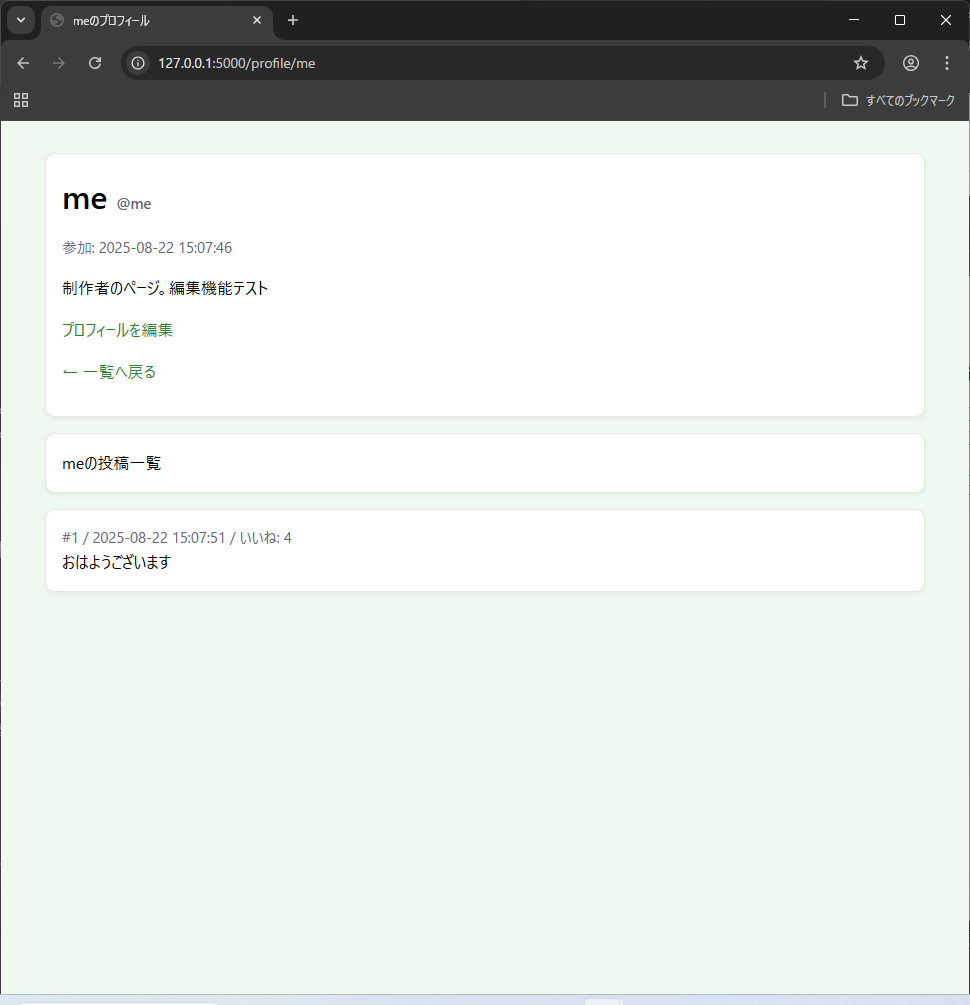 meのプロフィール
127.0.0.1:5000/profile/me
すべてのブックマーク
me @me
参加: 2025-08-22 15:07:46
制作者のページ。編集機能テスト
プロフィールを編集
← 一覧へ戻る
meの投稿一覧
#1 / 2025-08-22 15:07:51 / いいね: 4
おはようございます